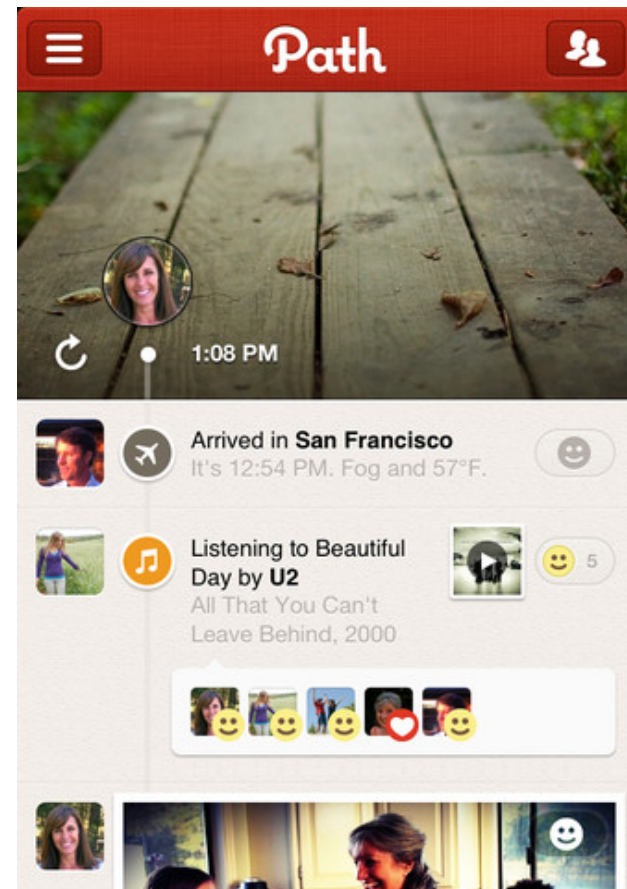 Path
1:08 PM
Arrived in San Francisco
It's 12:54 PM. Fog and 57°F.
Listening to Beautiful
Day by U2
5
All That You Can't
Leave Behind, 2000